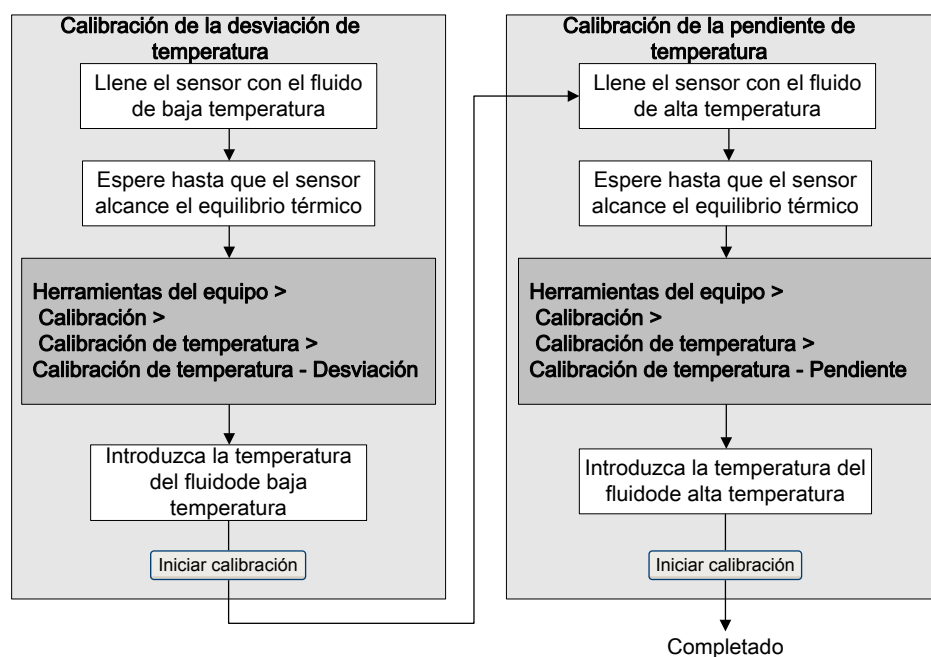 Calibración de la desviación de
temperatura
Llene el sensor con el fluido
de baja temperatura
Espere hasta que el sensor
alcance el equilibrio térmico
Herramientas del equipo >
Calibración >
Calibración de temperatura >
Calibración de temperatura - Desviación
Introduzca la temperatura
del fluidode baja
temperatura
Iniciar calibración
Calibración de la pendiente de
temperatura
Llene el sensor con el fluido
de alta temperatura
Espere hasta que el sensor
alcance el equilibrio térmico
Herramientas del equipo >
Calibración >
Calibración de temperatura >
Calibración de temperatura - Pendiente
Introduzca la temperatura del
fluidode alta temperatura
Iniciar calibración
Completado